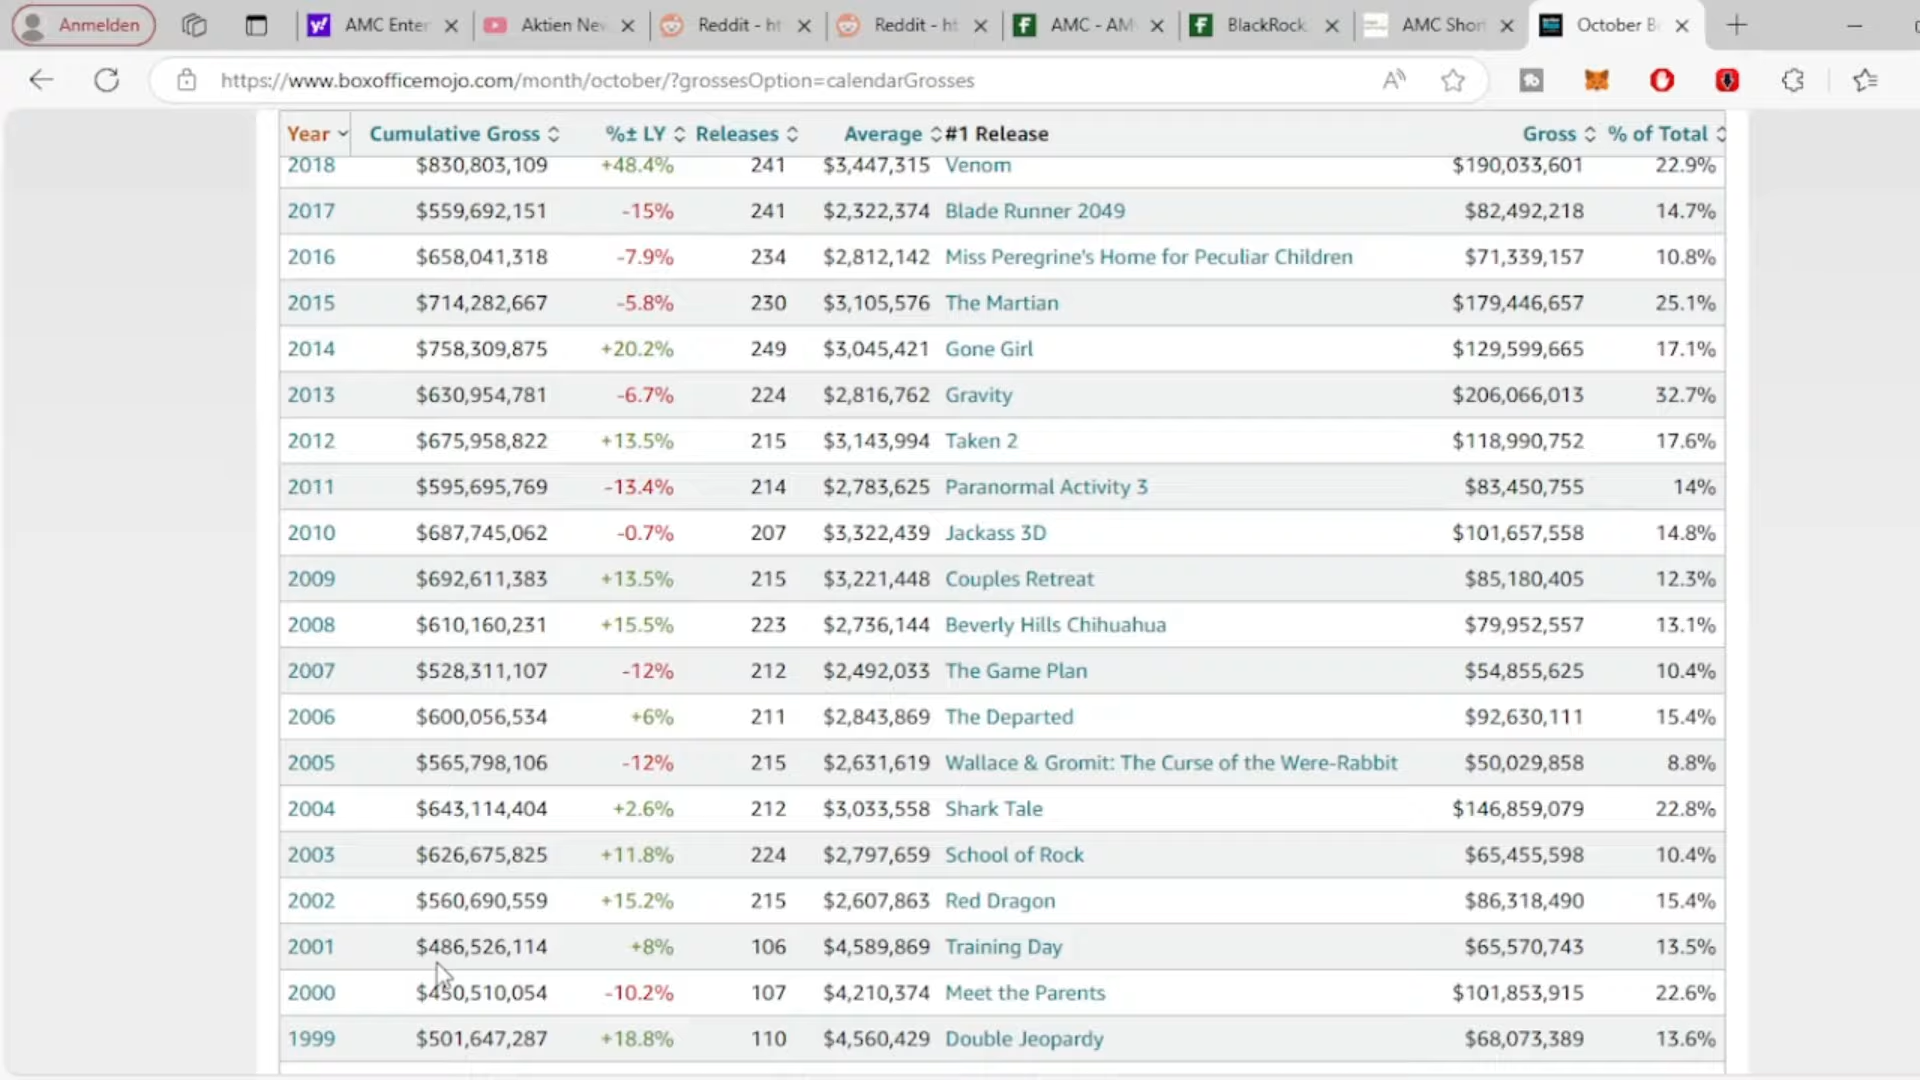 Anmelden AMC Enter Aktien Nev Reddit - ht Reddit - ht AMC - AM BlackRock AMC Short October B
https://www.boxofficemojo.com/month/october/?grossesOption=calendarGrosses
Year Cumulative Gross %± LY Releases Average #1 Release Gross % of Total
2018 $830,803,109 +48.4% 241 $3,447,315 Venom $190,033,601 22.9%
2017 $559,692,151 -15% 241 $2,322,374 Blade Runner 2049 $82,492,218 14.7%
2016 $658,041,318 -7.9% 234 $2,812,142 Miss Peregrine's Home for Peculiar Children $71,339,157 10.8%
2015 $714,282,667 -5.8% 230 $3,105,576 The Martian $179,446,657 25.1%
2014 $758,309,875 +20.2% 249 $3,045,421 Gone Girl $129,599,665 17.1%
2013 $630,954,781 -6.7% 224 $2,816,762 Gravity $206,066,013 32.7%
2012 $675,958,822 +13.5% 215 $3,143,994 Taken 2 $118,990,752 17.6%
2011 $595,695,769 -13.4% 214 $2,783,625 Paranormal Activity 3 $83,450,755 14%
2010 $687,745,062 -0.7% 207 $3,322,439 Jackass 3D $101,657,558 14.8%
2009 $692,611,383 +13.5% 215 $3,221,448 Couples Retreat $85,180,405 12.3%
2008 $610,160,231 +15.5% 223 $2,736,144 Beverly Hills Chihuahua $79,952,557 13.1%
2007 $528,311,107 -12% 212 $2,492,033 The Game Plan $54,855,625 10.4%
2006 $600,056,534 +6% 211 $2,843,869 The Departed $92,630,111 15.4%
2005 $565,798,106 -12% 215 $2,631,619 Wallace & Gromit: The Curse of the Were-Rabbit $50,029,858 8.8%
2004 $643,114,404 +2.6% 212 $3,033,558 Shark Tale $146,859,079 22.8%
2003 $626,675,825 +11.8% 224 $2,797,659 School of Rock $65,455,598 10.4%
2002 $560,690,559 +15.2% 215 $2,607,863 Red Dragon $86,318,490 15.4%
2001 $486,526,114 +8% 106 $4,589,869 Training Day $65,570,743 13.5%
2000 $450,510,054 -10.2% 107 $4,210,374 Meet the Parents $101,853,915 22.6%
1999 $501,647,287 +18.8% 110 $4,560,429 Double Jeopardy $68,073,389 13.6%